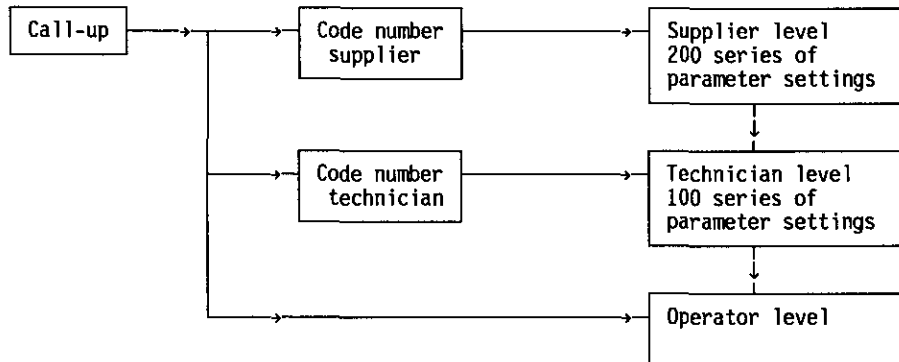 Call-up
Code number
supplier
Supplier level
200 series of
parameter settings
Code number
technician
Technician level
100 series of
parameter settings
Operator level